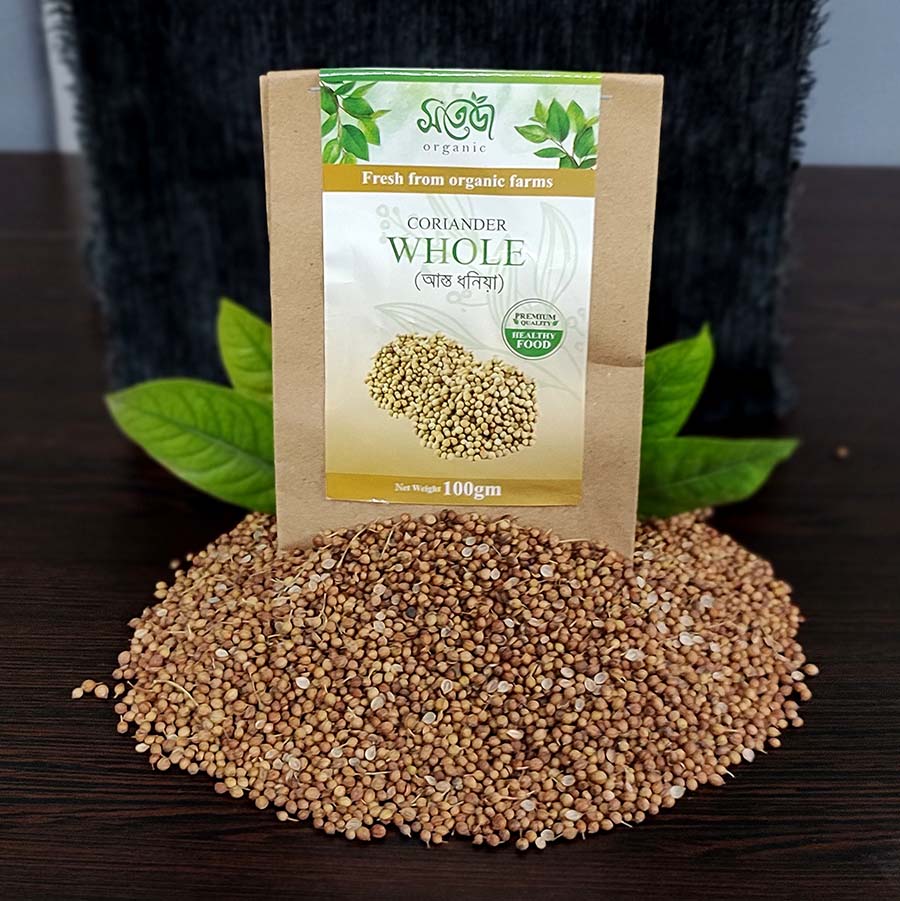 সতেজ
organic
Fresh from organic farms
CORIANDER
WHOLE
(আস্ত ধনিয়া)
PREMIUM
QUALITY
HEALTHY
FOOD
Net Weight 100gm